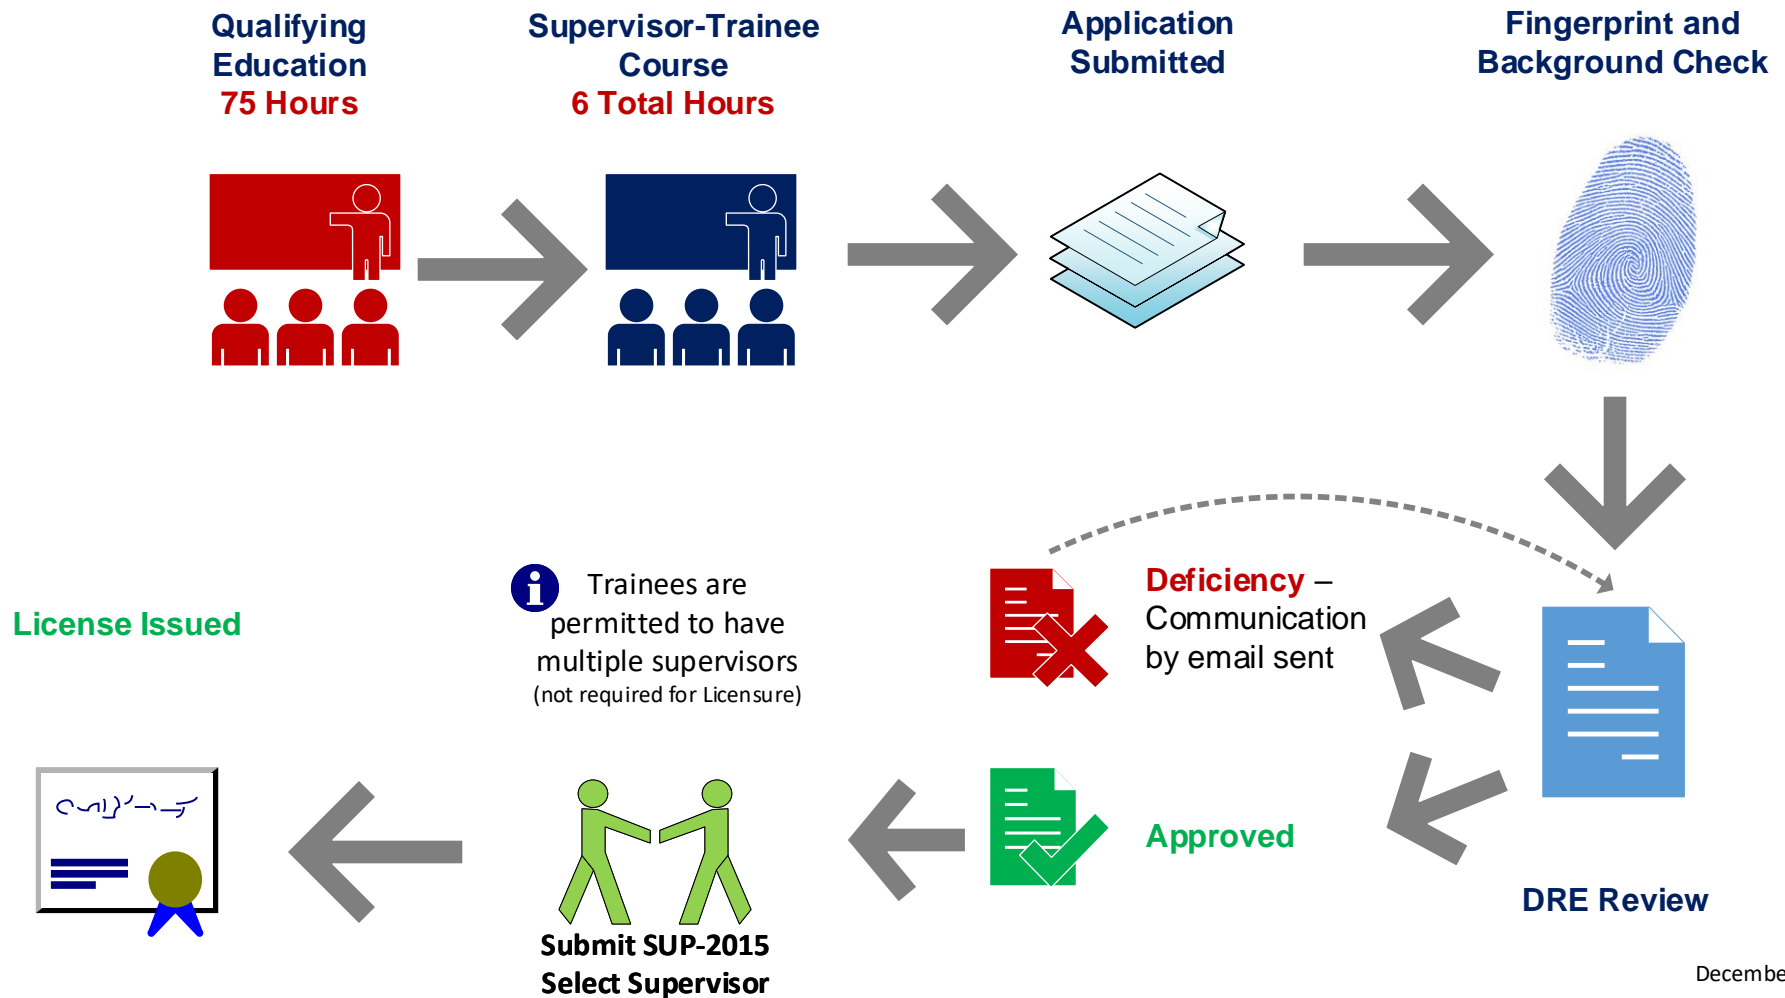 Qualifying
Education
75 Hours
Supervisor-Trainee
Course
6 Total Hours
Application
Submitted
Fingerprint and
Background Check
License Issued
i Trainees are
permitted to have
multiple supervisors
(not required for Licensure)
Deficiency –
Communication
by email sent
Approved
DRE Review
Submit SUP-2015
Select Supervisor
December